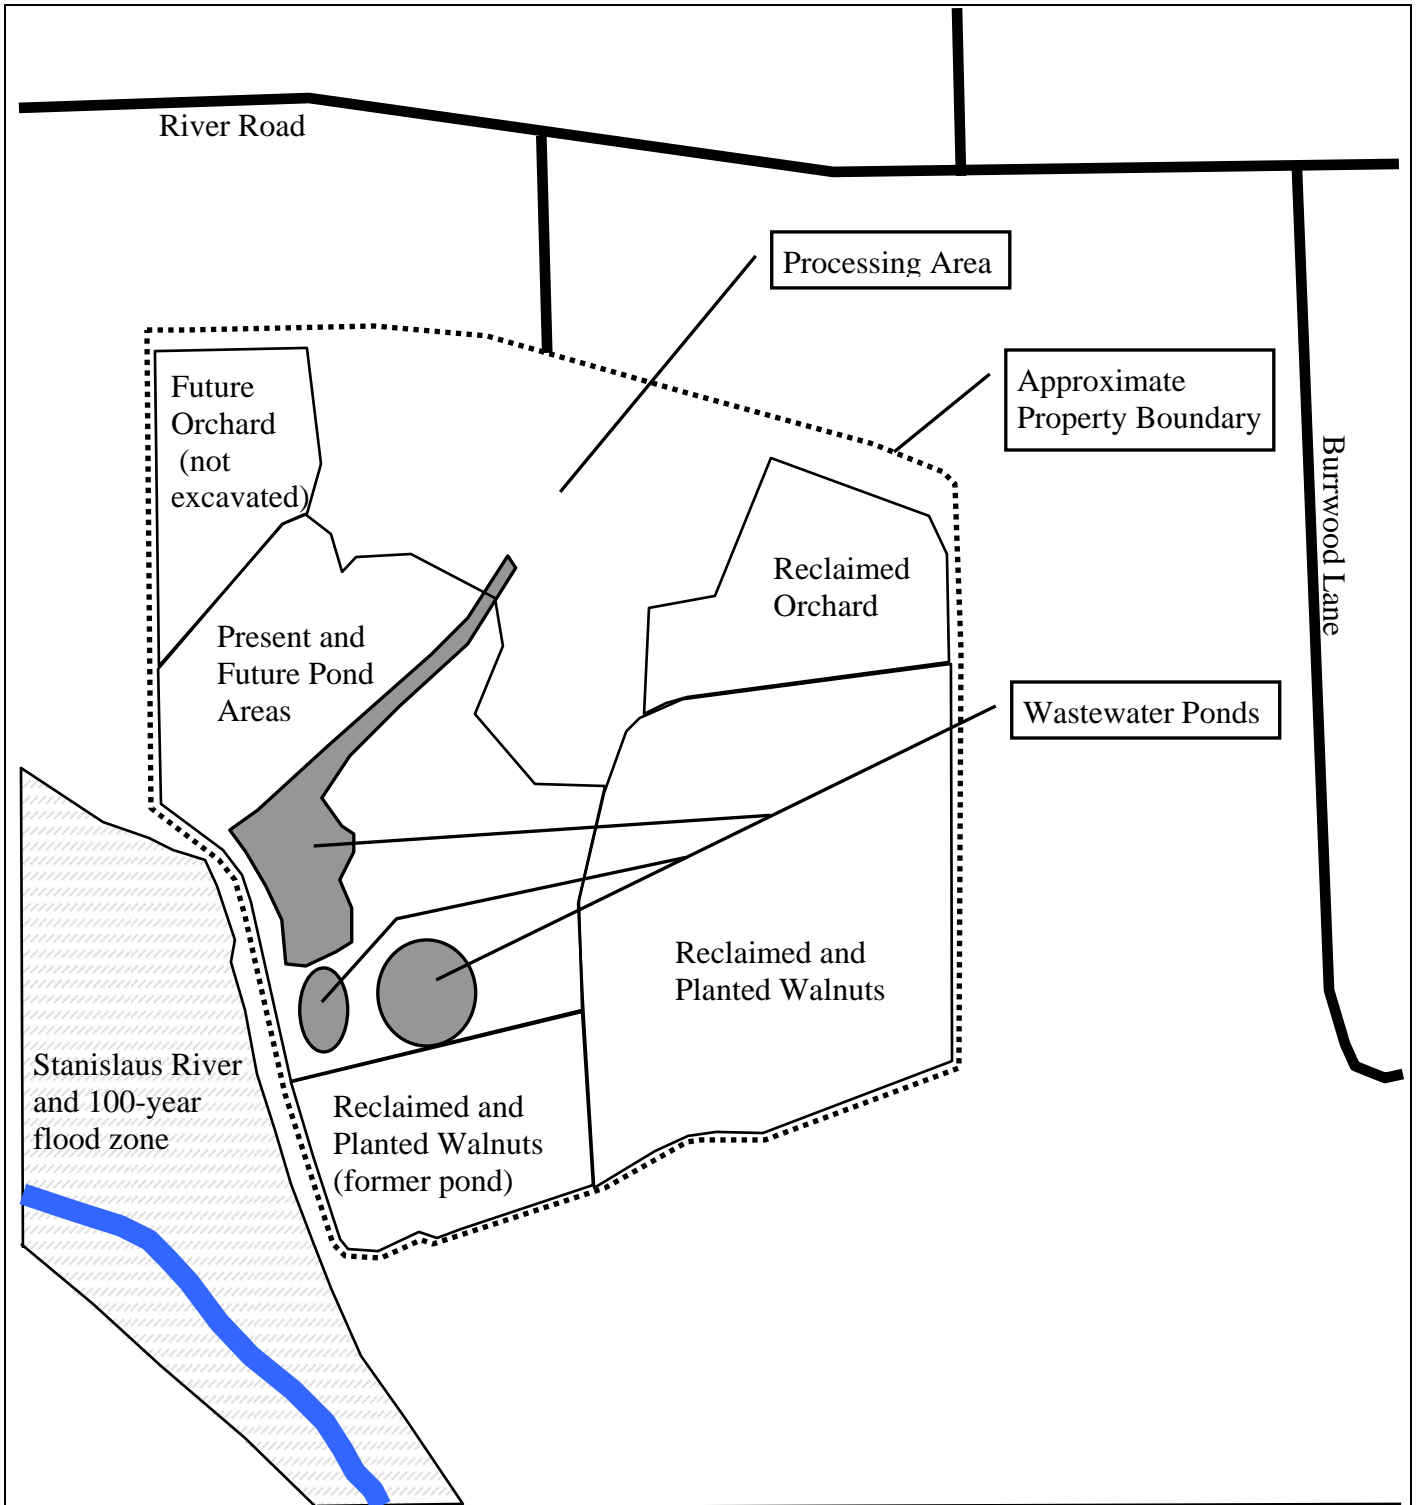 River Road
Processing Area
Approximate
Property Boundary
Future
Orchard
(not
excavated)
Burrwood Lane
Reclaimed
Orchard
Present and
Future Pond
Areas
Wastewater Ponds
Reclaimed and
Planted Walnuts
Stanislaus River
and 100-year
flood zone
Reclaimed and
Planted Walnuts
(former pond)